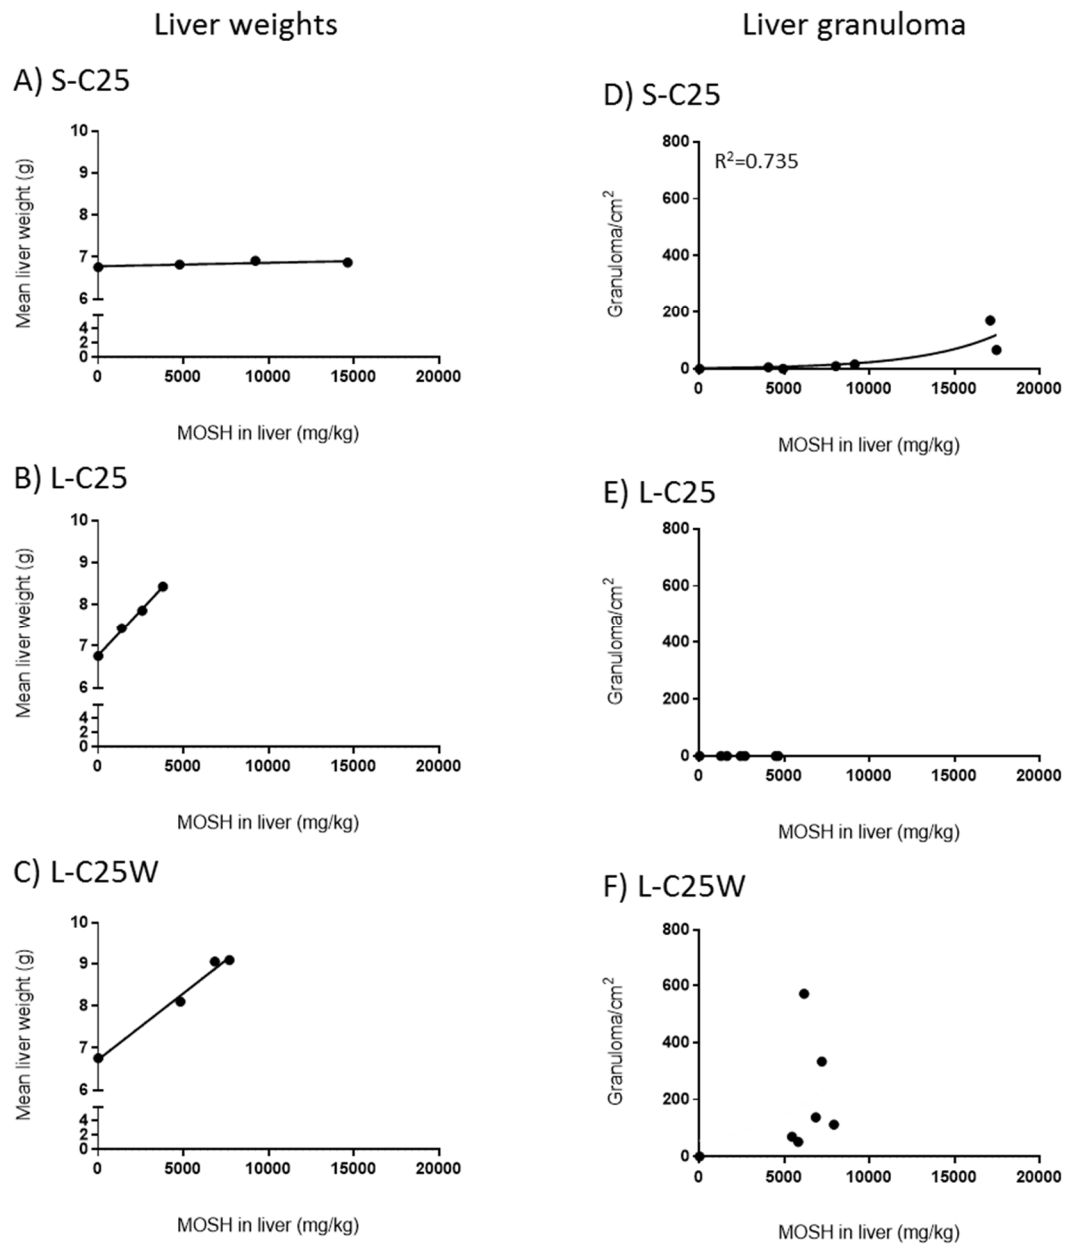 Liver weights
Liver granuloma
A) S-C25
10
9
8
7
6
4
2
0
Mean liver weight (g)
0 5000 10000 15000 20000
MOSH in liver (mg/kg)
D) S-C25
R²=0.735
800
600
400
200
0
Granuloma/cm²
0 5000 10000 15000 20000
MOSH in liver (mg/kg)
B) L-C25
10
9
8
7
6
4
2
0
Mean liver weight (g)
0 5000 10000 15000 20000
MOSH in liver (mg/kg)
E) L-C25
800
600
400
200
0
Granuloma/cm²
0 5000 10000 15000 20000
MOSH in liver (mg/kg)
C) L-C25W
10
9
8
7
6
4
2
0
Mean liver weight (g)
0 5000 10000 15000 20000
MOSH in liver (mg/kg)
F) L-C25W
800
600
400
200
0
Granuloma/cm²
0 5000 10000 15000 20000
MOSH in liver (mg/kg)